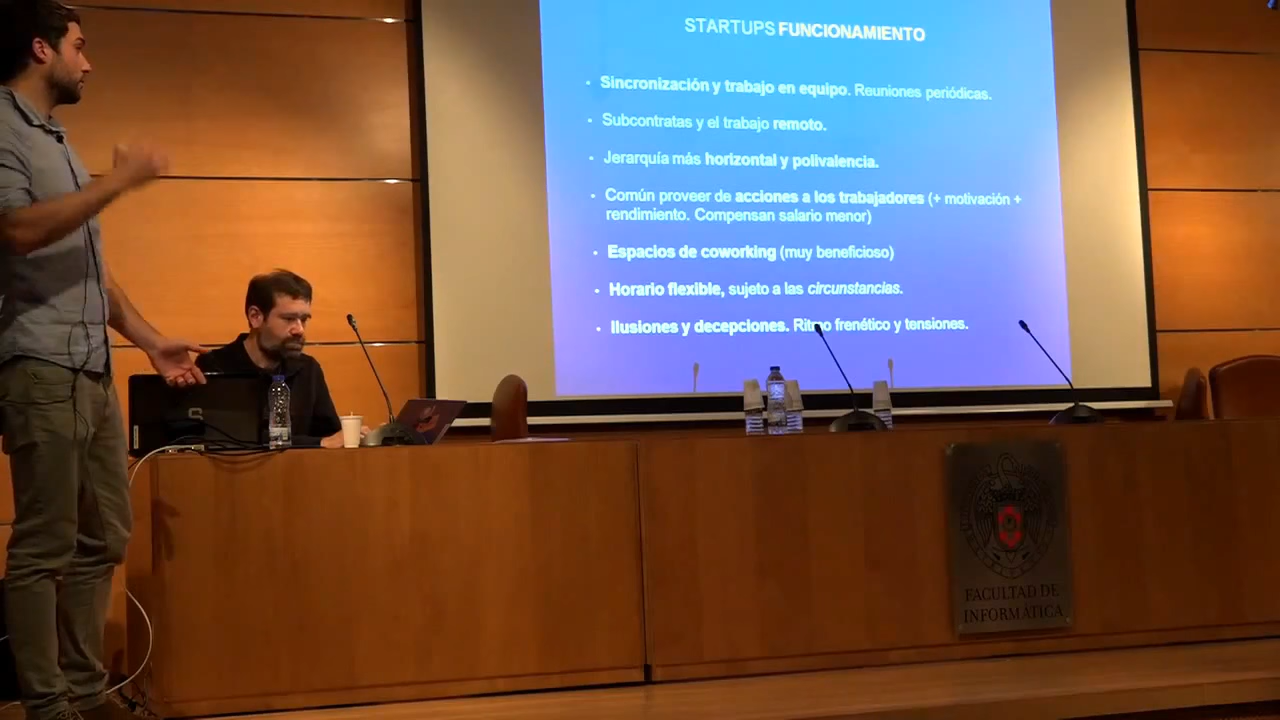 STARTUPS FUNCIONAMIENTO
• Sincronización y trabajo en equipo. Reuniones periódicas.
• Subcontratas y el trabajo remoto.
• Jerarquía más horizontal y polivalencia.
• Común proveer de acciones a los trabajadores (+ motivación +
rendimiento. Compensan salario menor)
• Espacios de coworking (muy beneficioso)
• Horario flexible, sujeto a las circunstancias.
• Ilusiones y decepciones. Ritmo frenético y tensiones.
FACULTAD DE
INFORMÁTICA